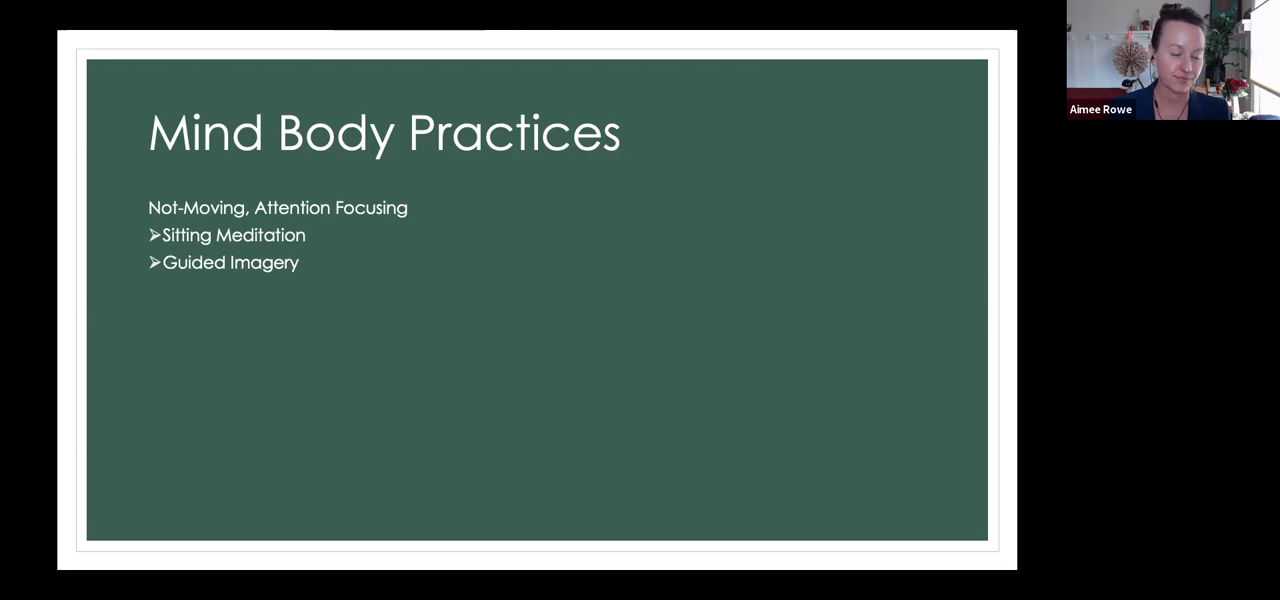 Mind Body Practices
Not-Moving, Attention Focusing
➢Sitting Meditation
➢Guided Imagery
Aimee Rowe